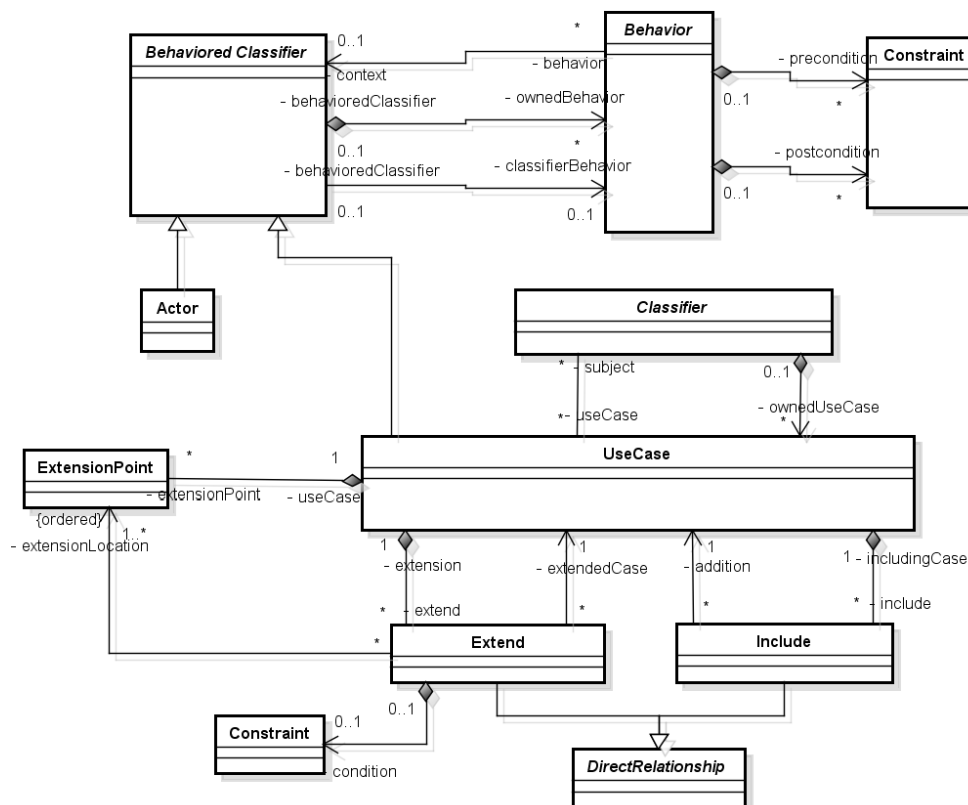 Behaviored Classifier
0..1
*
Behavior
- behavior
- context
- precondition
Constraint
0..1
*
- behavioredClassifier
- ownedBehavior
0..1
*
- behavioredClassifier
- classifierBehavior
0..1
0..1
- postcondition
0..1
*
Actor
Classifier
* - subject
0..1
- ownedUseCase
*- useCase
*
UseCase
ExtensionPoint
*
1
- extensionPoint
- useCase
{ordered}
1..*
- extensionLocation
1
- extension
1
- extendedCase
1
- addition
1 - includingCase
* - extend
*
*
* - include
*
Extend
Include
0..1
0..1
Constraint
condition
DirectRelationship